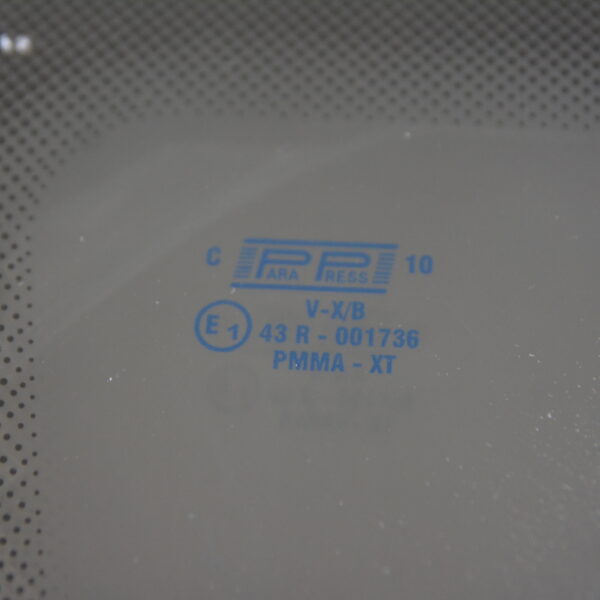 C PARA PRESS 10
V-X/B
E1 43 R - 001736
PMMA - XT